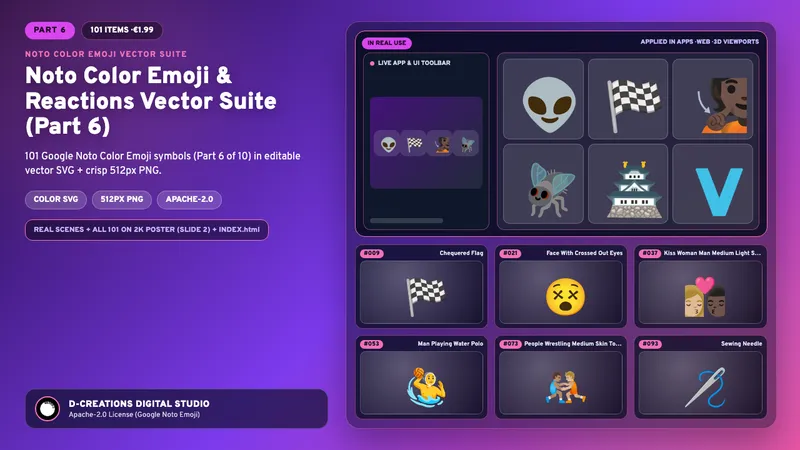 PART 6
101 ITEMS ·€1.99
NOTO COLOR EMOJI VECTOR SUITE
Noto Color Emoji &
Reactions Vector Suite
(Part 6)
101 Google Noto Color Emoji symbols (Part 6 of 10) in editable
vector SVG + crisp 512px PNG.
COLOR SVG
512PX PNG
APACHE-2.0
REAL SCENES + ALL 101 ON 2K POSTER (SLIDE 2) + INDEX.html
D-CREATIONS DIGITAL STUDIO
Apache-2.0 License (Google Noto Emoji)
IN REAL USE
APPLIED IN APPS ·WEB ·3D VIEWPORTS
LIVE APP & UI TOOLBAR
V
#009
Chequered Flag
#021
Face With Crossed Out Eyes
#037
Kiss Woman Man Medium Light S...
#053
Man Playing Water Polo
#073
People Wrestling Medium Skin To...
#093
Sewing Needle